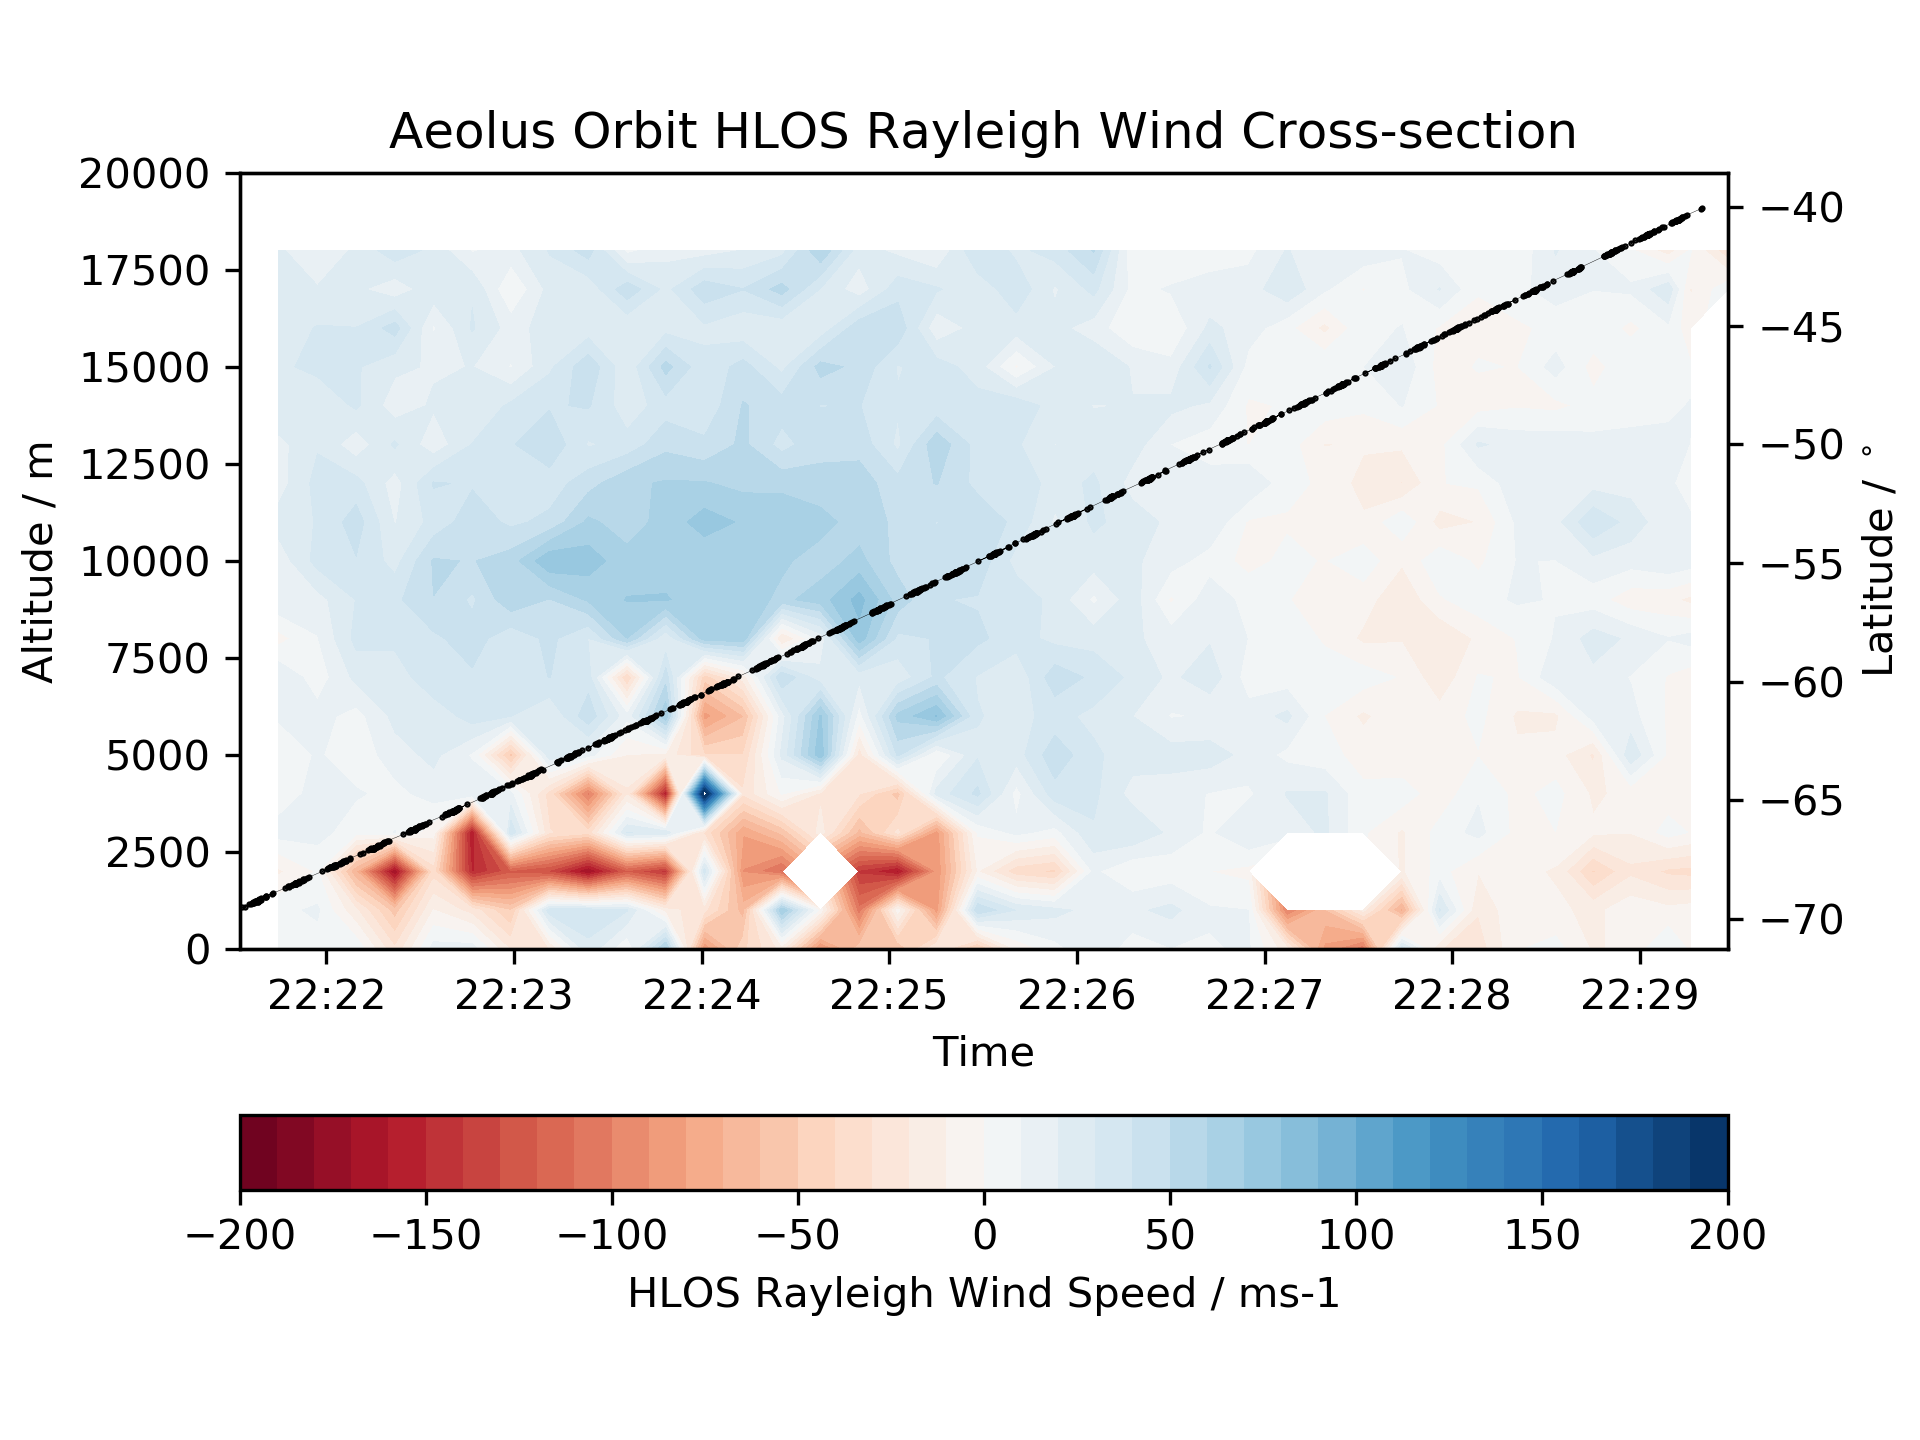 Aeolus Orbit HLOS Rayleigh Wind Cross-section
20000
17500
15000
12500
10000
7500
5000
2500
0
Altitude / m
−40
−45
−50
−55
−60
−65
−70
Latitude / °
22:22 22:23 22:24 22:25 22:26 22:27 22:28 22:29
Time
−200 −150 −100 −50 0 50 100 150 200
HLOS Rayleigh Wind Speed / ms-1